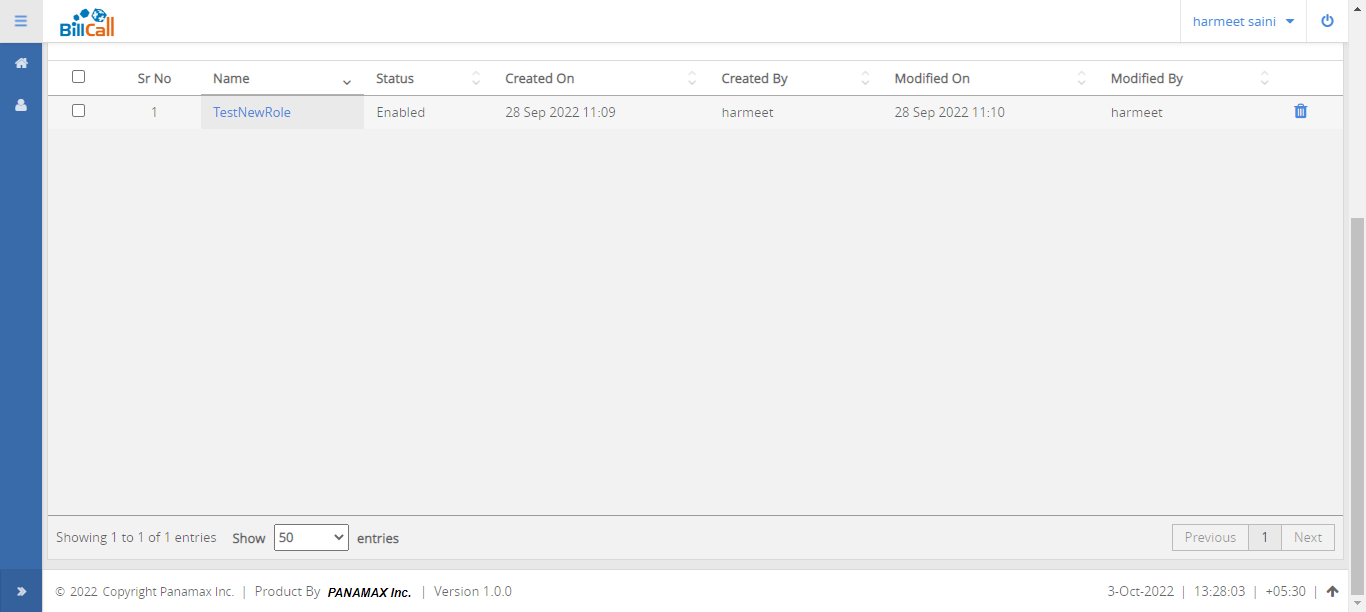 BillCall harmeet saini
Sr No Name Status Created On Created By Modified On Modified By
1 TestNewRole Enabled 28 Sep 2022 11:09 harmeet 28 Sep 2022 11:10 harmeet
Showing 1 to 1 of 1 entries Show 50 entries Previous 1 Next
© 2022 Copyright Panamax Inc. | Product By PANAMAX Inc. | Version 1.0.0 3-Oct-2022 | 13:28:03 | +05:30 |